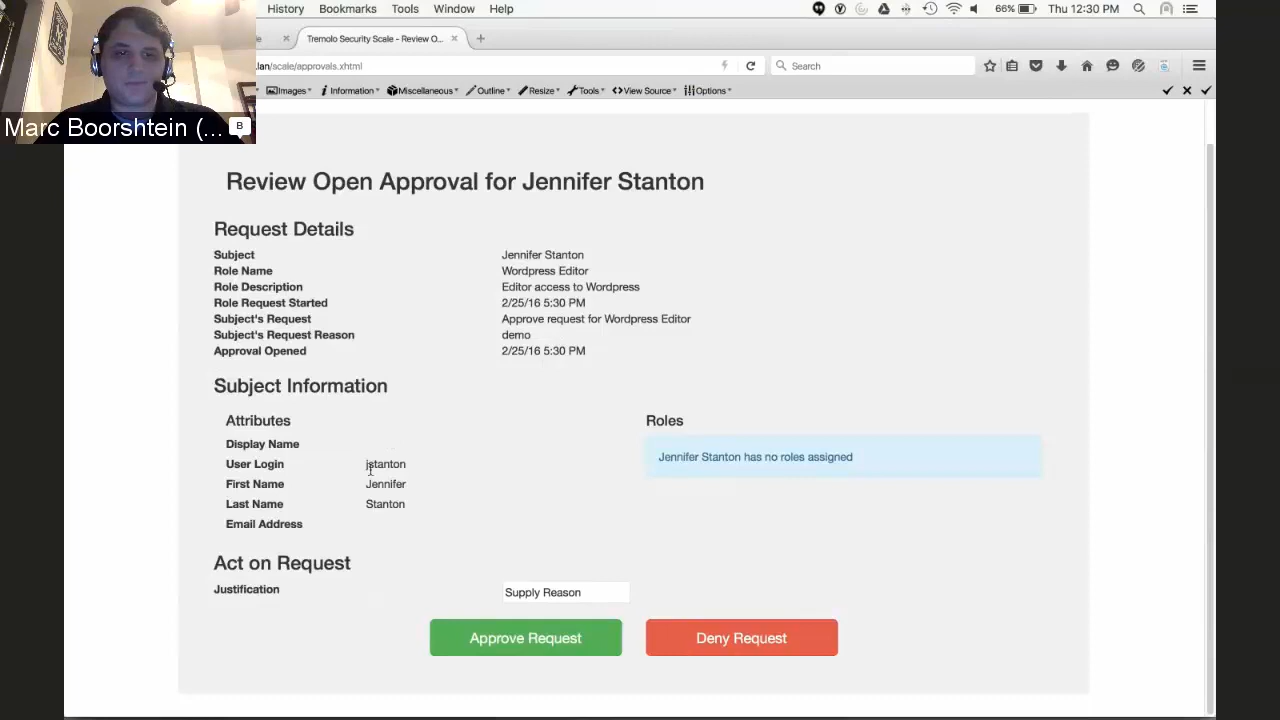 History Bookmarks Tools Window Help 66% Thu 12:30 PM
Tremolo Security Scale - Review O...
lan/scale/approvals.xhtml Search
Images Information Miscellaneous Outline Resize Tools View Source Options
Marc Boorshtein (... B
Review Open Approval for Jennifer Stanton
Request Details
Subject Jennifer Stanton
Role Name Wordpress Editor
Role Description Editor access to Wordpress
Role Request Started 2/25/16 5:30 PM
Subject's Request Approve request for Wordpress Editor
Subject's Request Reason demo
Approval Opened 2/25/16 5:30 PM
Subject Information
Attributes Roles
Display Name
Jennifer Stanton has no roles assigned
User Login jstanton
First Name Jennifer
Last Name Stanton
Email Address
Act on Request
Justification Supply Reason
Approve Request Deny Request